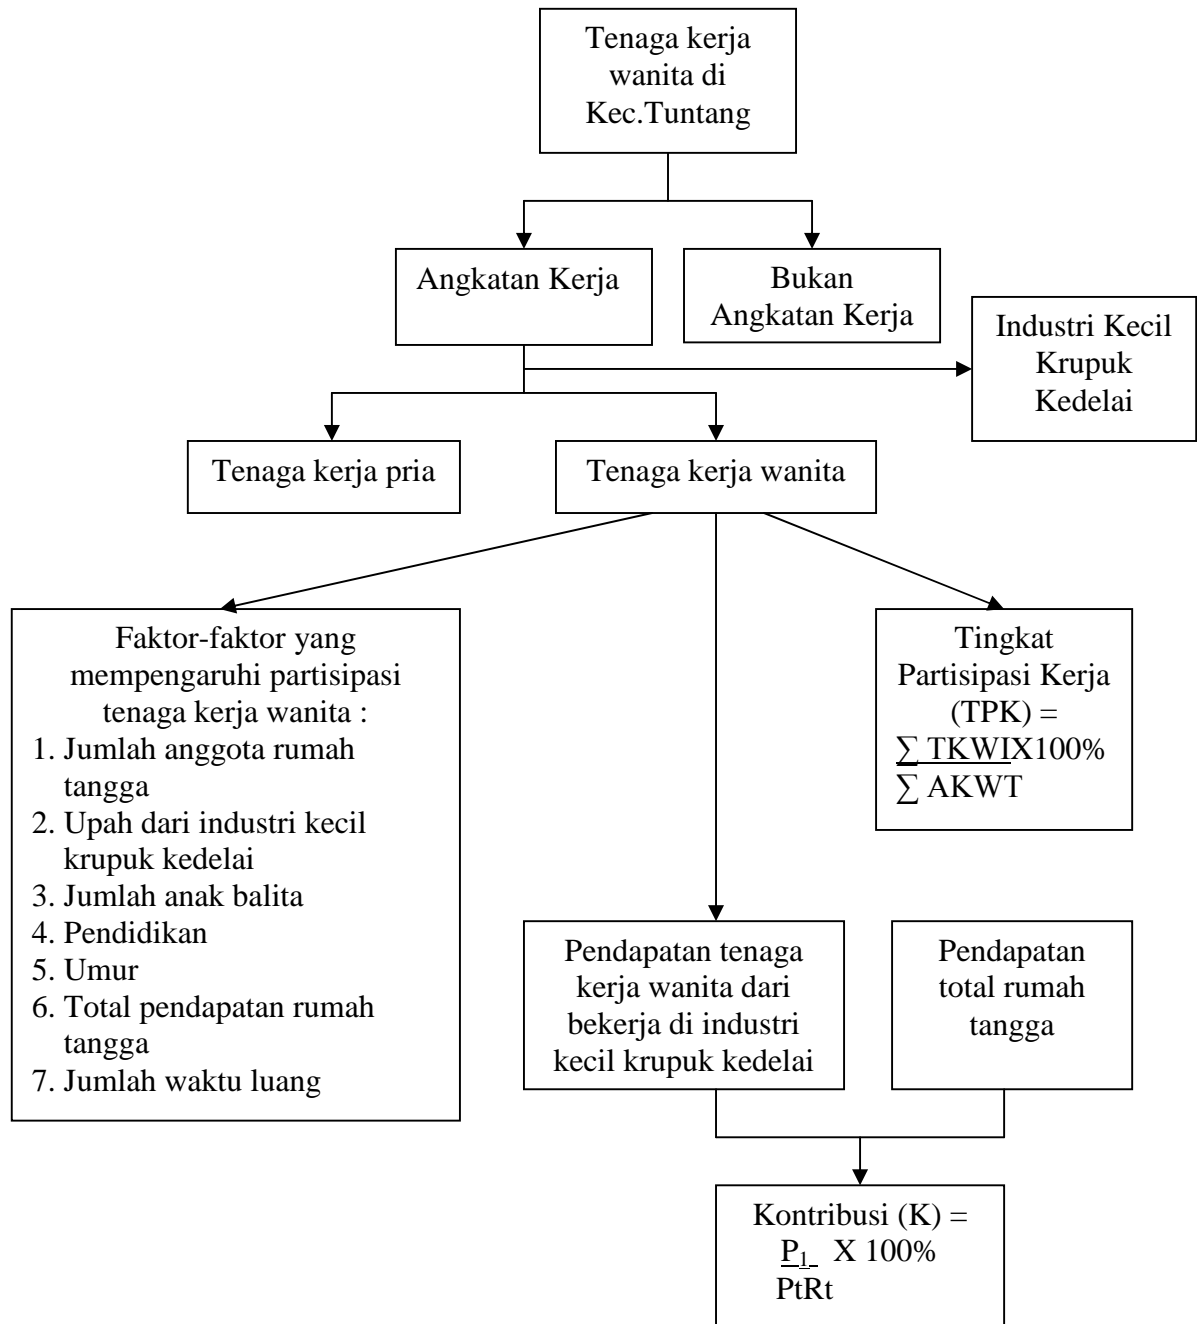 Tenaga kerja
wanita di
Kec.Tuntang
Angkatan Kerja
Bukan
Angkatan Kerja
Industri Kecil
Krupuk
Kedelai
Tenaga kerja pria
Tenaga kerja wanita
Faktor-faktor yang
mempengaruhi partisipasi
tenaga kerja wanita :
1. Jumlah anggota rumah
tangga
2. Upah dari industri kecil
krupuk kedelai
3. Jumlah anak balita
4. Pendidikan
5. Umur
6. Total pendapatan rumah
tangga
7. Jumlah waktu luang
Tingkat
Partisipasi Kerja
(TPK) =
∑ TKWIX100%
∑ AKWT
Pendapatan tenaga
kerja wanita dari
bekerja di industri
kecil krupuk kedelai
Pendapatan
total rumah
tangga
Kontribusi (K) =
P1 X 100%
PtRt